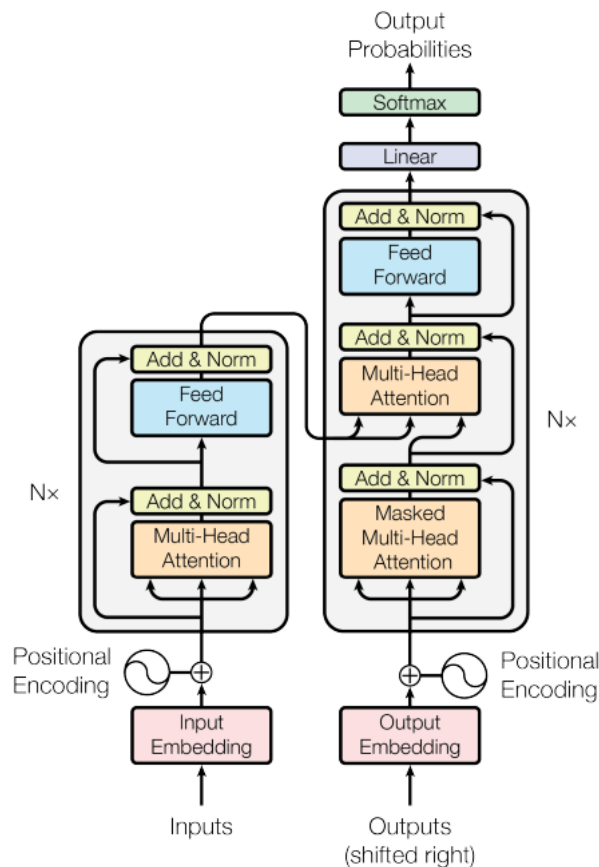 Output
Probabilities
Softmax
Linear
Add & Norm
Feed
Forward
Add & Norm
Multi-Head
Attention
Add & Norm
Masked
Multi-Head
Attention
N×
Add & Norm
Feed
Forward
Add & Norm
Multi-Head
Attention
N×
Positional
Encoding
Positional
Encoding
Input
Embedding
Output
Embedding
Inputs
Outputs
(shifted right)